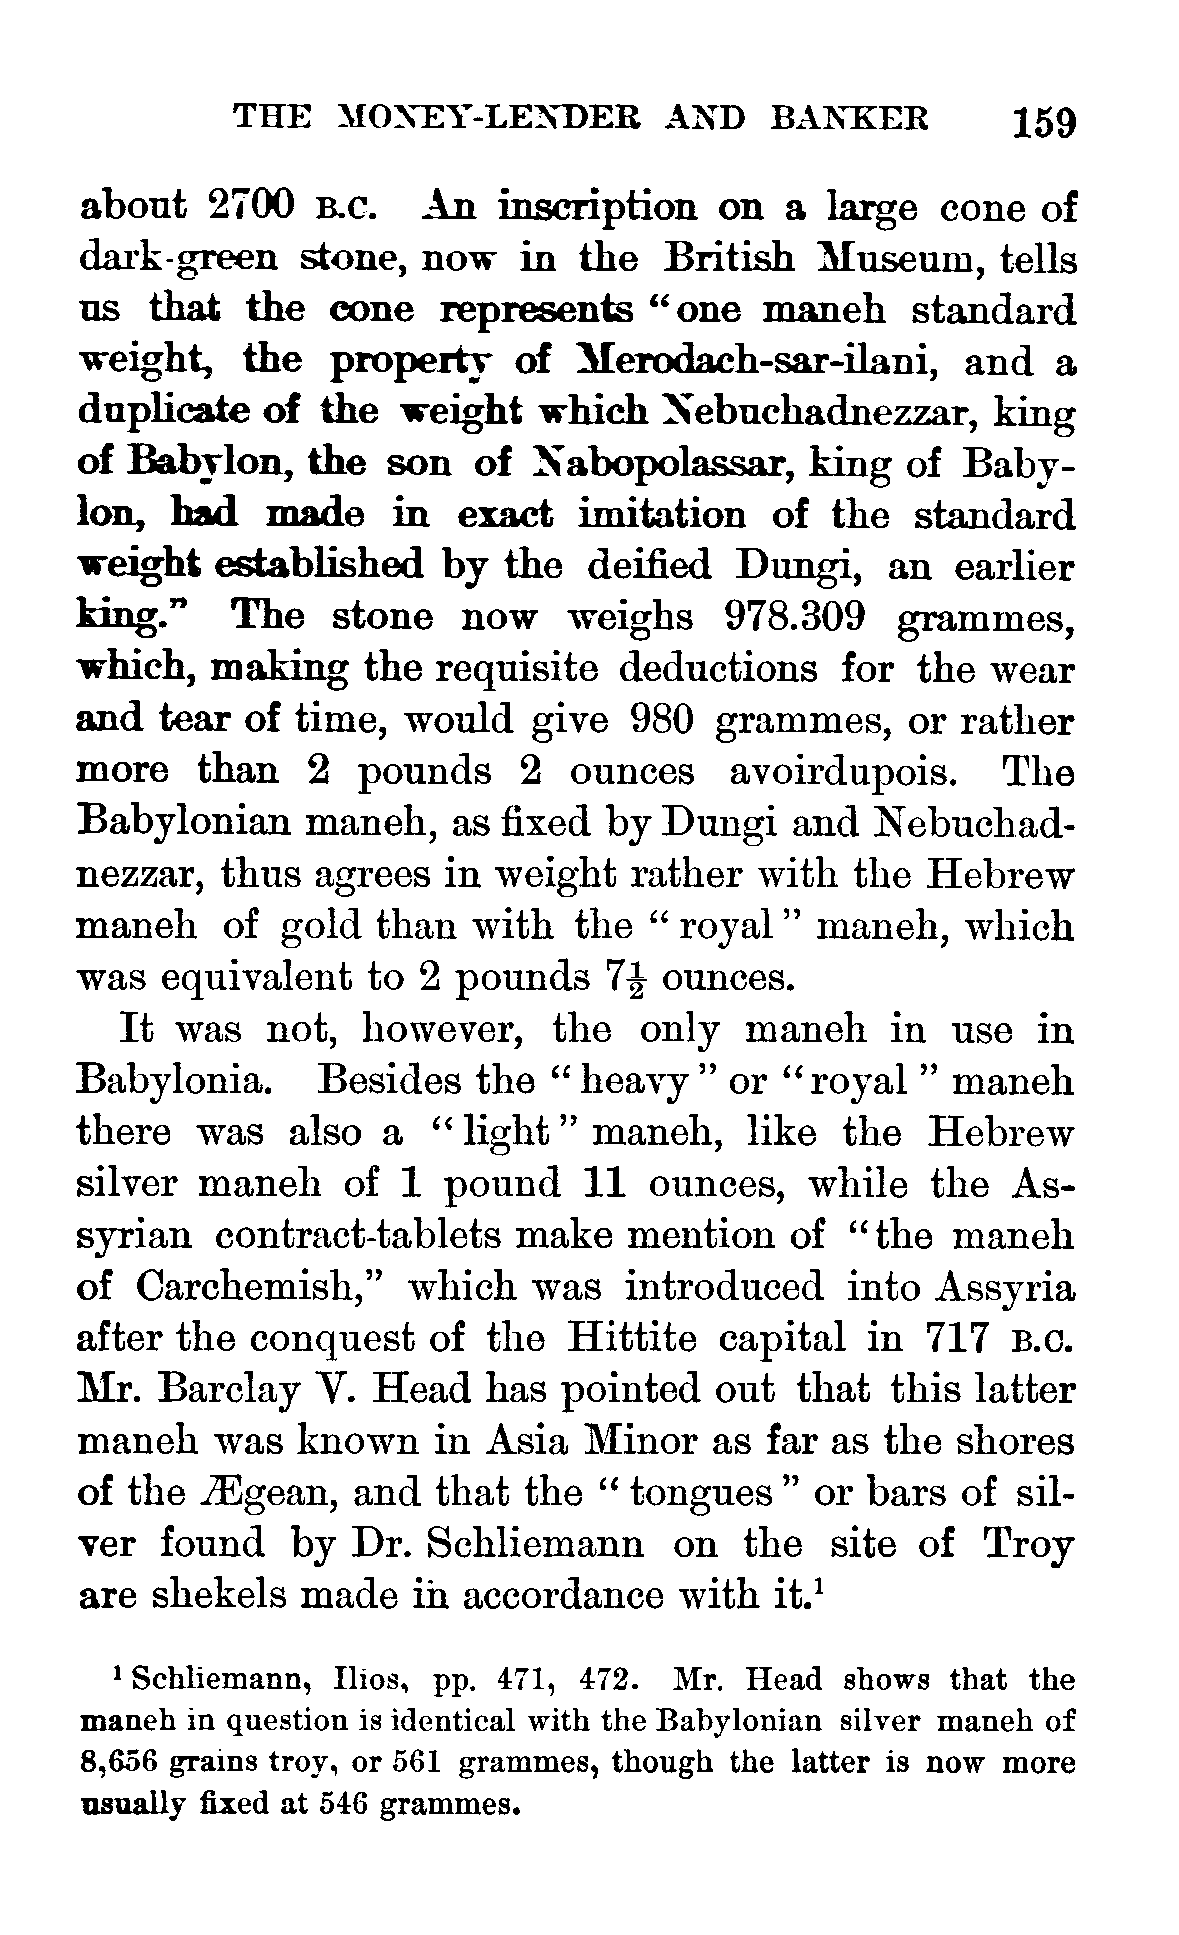 THE MONEY-LENDER AND BANKER 159
about 2700 B.C. An inscription on a large cone of
dark-green stone, now in the British Museum, tells
us that the cone represents “one maneh standard
weight, the property of Merodach-sar-ilani, and a
duplicate of the weight which Nebuchadnezzar, king
of Babylon, the son of Nabopolassar, king of Baby-
lon, had made in exact imitation of the standard
weight established by the deified Dungi, an earlier
king.” The stone now weighs 978.309 grammes,
which, making the requisite deductions for the wear
and tear of time, would give 980 grammes, or rather
more than 2 pounds 2 ounces avoirdupois. The
Babylonian maneh, as fixed by Dungi and Nebuchad-
nezzar, thus agrees in weight rather with the Hebrew
maneh of gold than with the “royal” maneh, which
was equivalent to 2 pounds 7½ ounces.
It was not, however, the only maneh in use in
Babylonia. Besides the “heavy” or “royal” maneh
there was also a “light” maneh, like the Hebrew
silver maneh of 1 pound 11 ounces, while the As-
syrian contract-tablets make mention of “the maneh
of Carchemish,” which was introduced into Assyria
after the conquest of the Hittite capital in 717 B.C.
Mr. Barclay V. Head has pointed out that this latter
maneh was known in Asia Minor as far as the shores
of the Ægean, and that the “tongues” or bars of sil-
ver found by Dr. Schliemann on the site of Troy
are shekels made in accordance with it.¹
¹ Schliemann, Ilios, pp. 471, 472. Mr. Head shows that the
maneh in question is identical with the Babylonian silver maneh of
8,656 grains troy, or 561 grammes, though the latter is now more
usually fixed at 546 grammes.